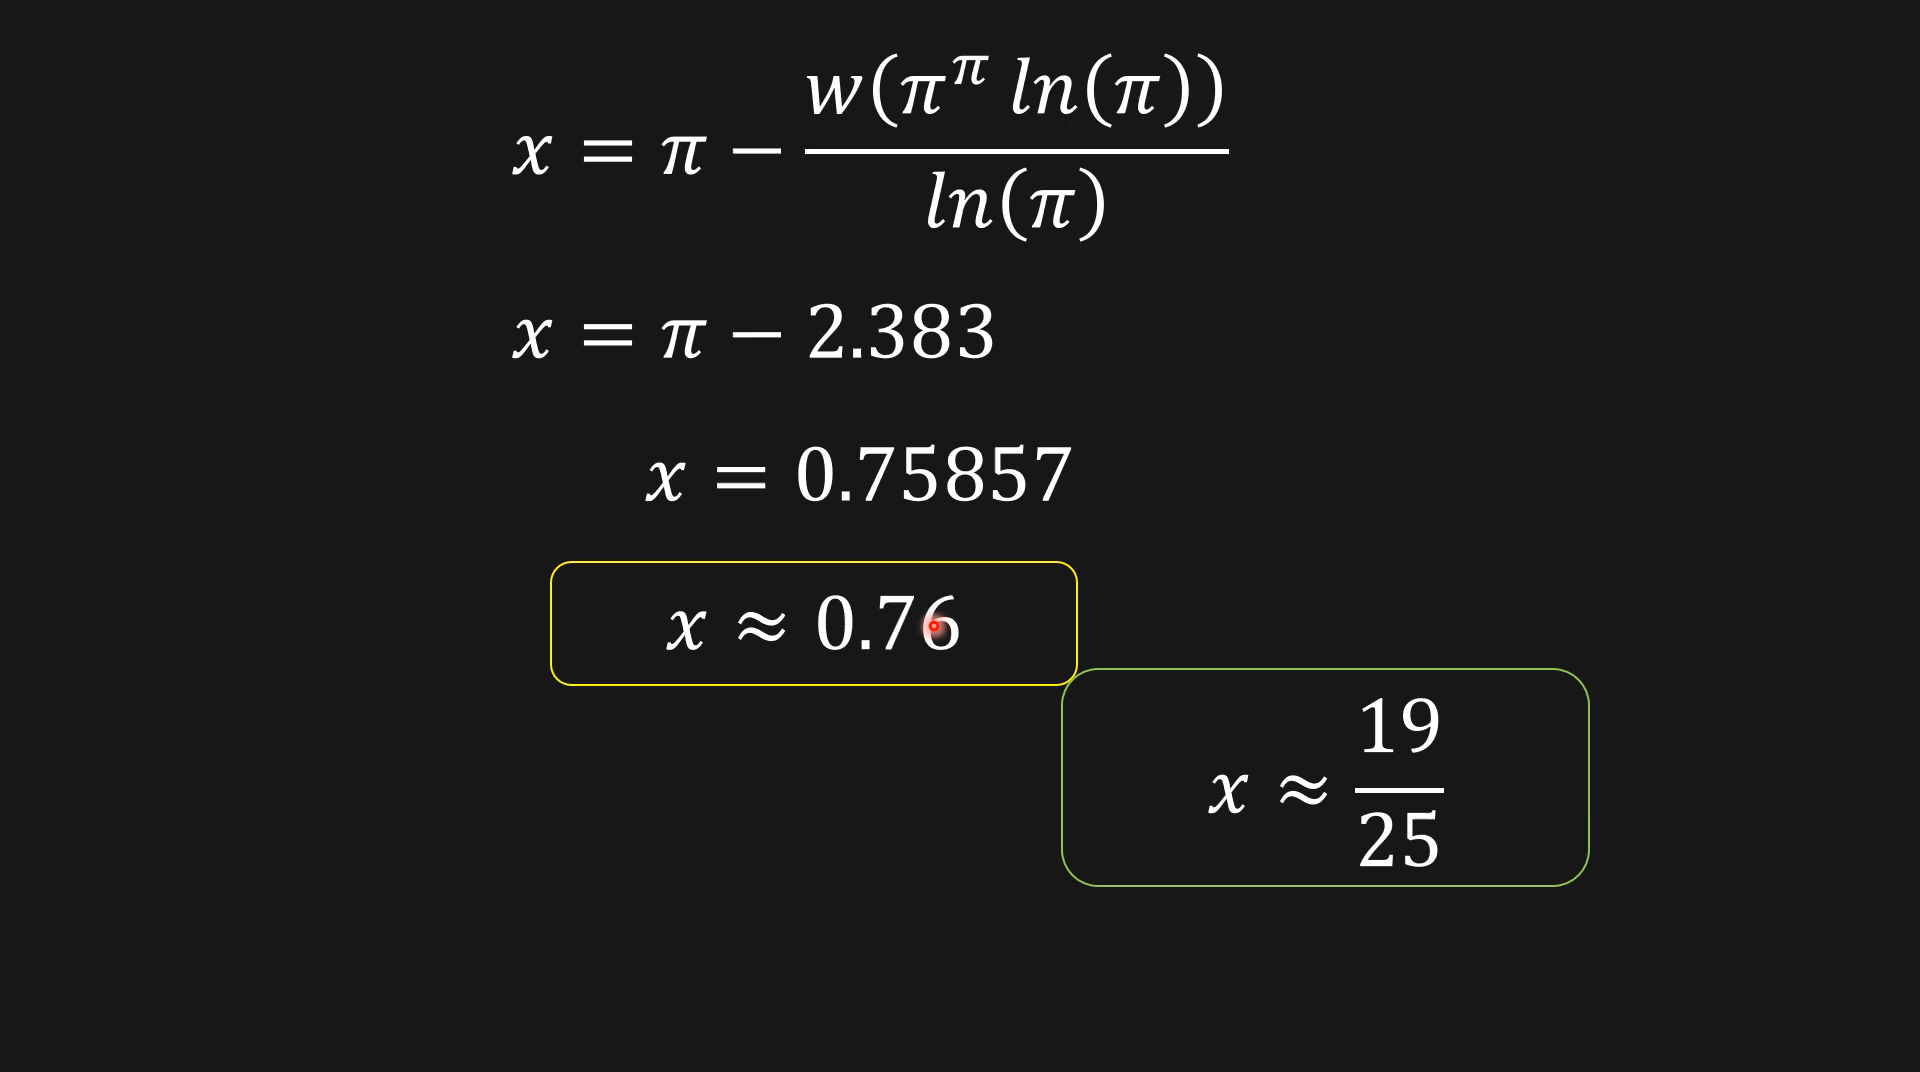 x = π − w(π^π ln(π)) / ln(π)
x = π − 2.383
x = 0.75857
x ≈ 0.76
x ≈ 19/25